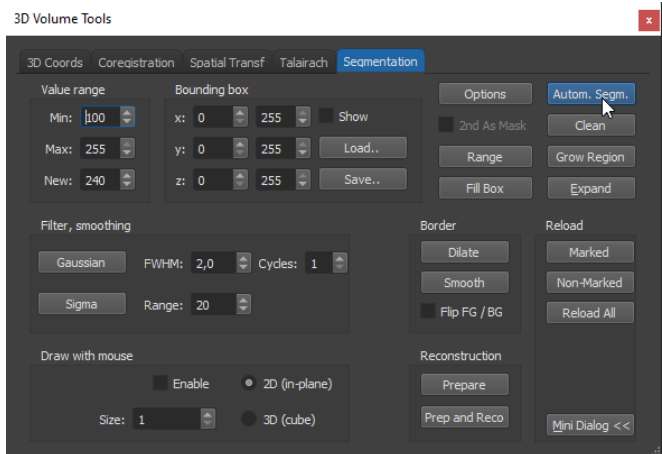 3D Volume Tools
x
3D Coords Coregistration Spatial Transf Talairach Segmentation
Value range
Min: 100
Max: 255
New: 240
Bounding box
x: 0 255 Show
y: 0 255 Load..
z: 0 255 Save..
Options Autom. Segm.
2nd As Mask Clean
Range Grow Region
Fill Box Expand
Filter, smoothing
Gaussian FWHM: 2,0 Cycles: 1
Sigma Range: 20
Border
Dilate
Smooth
Flip FG / BG
Reload
Marked
Non-Marked
Reload All
Draw with mouse
Enable 2D (in-plane)
Size: 1 3D (cube)
Reconstruction
Prepare
Prep and Reco
Mini Dialog <<